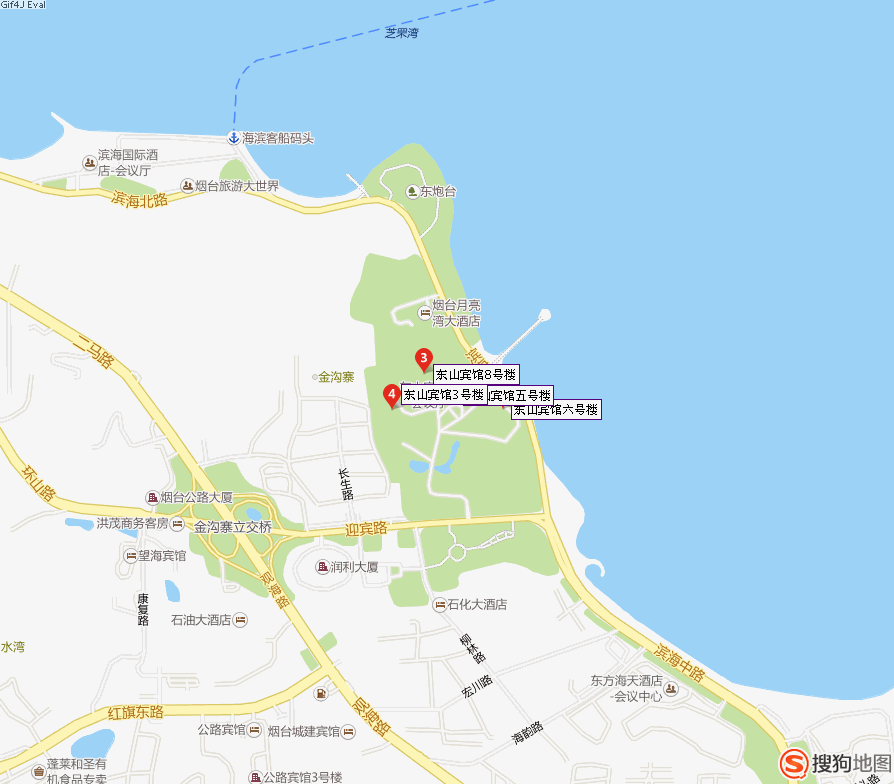 Gif4J Eval
芝罘湾
海滨客船码头
滨海国际酒
店-会议厅
烟台旅游大世界
东炮台
滨海北路
烟台月亮
湾大酒店
二马路
滨
3
金沟寨
东山宾馆8号楼
4
东山宾馆3号楼
宾馆五号楼
东山宾馆六号楼
环山路
长生路
烟台公路大厦
洪茂商务客房
金沟寨立交桥
迎宾路
望海宾馆
润利大厦
观海路
康复路
石油大酒店
石化大酒店
柳林路
水湾
滨海中路
宏川路
东方海天酒店
-会议中心
红旗东路
观海路
公路宾馆
烟台城建宾馆
海韵路
蓬莱和圣有
机食品专卖
公路宾馆3号楼
S
搜狗地图